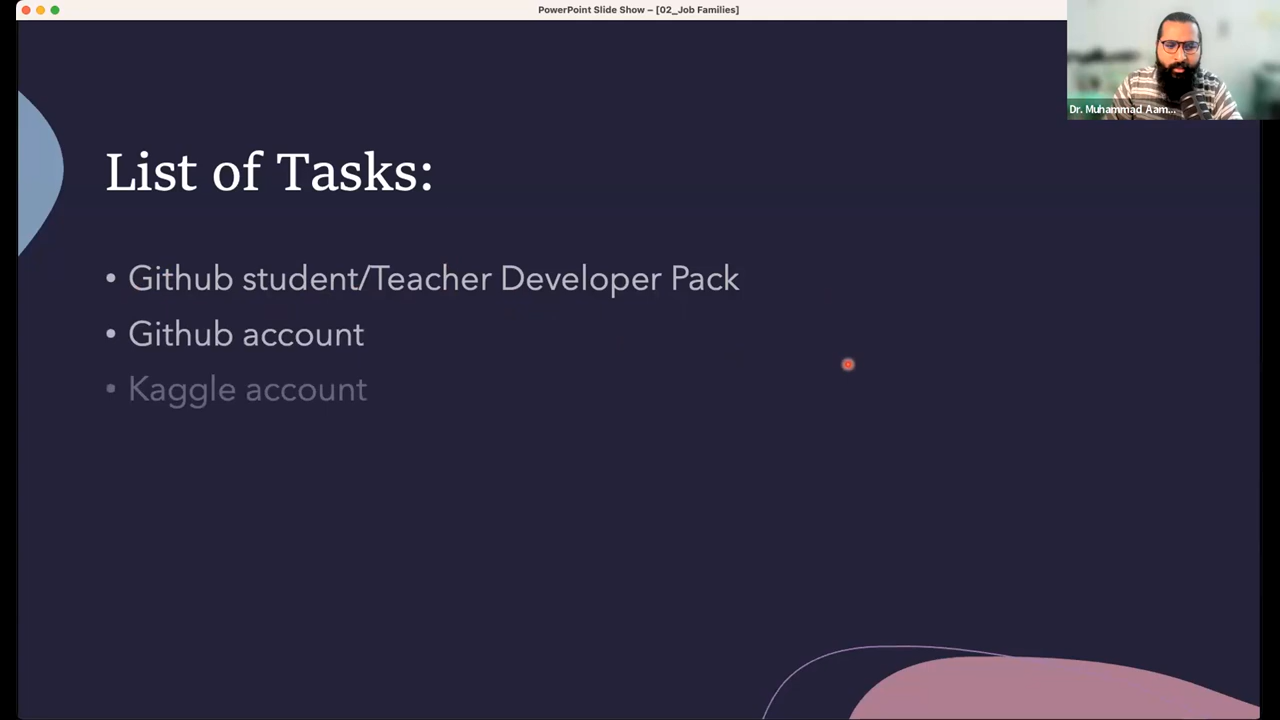 PowerPoint Slide Show – [02_Job Families]
Dr. Muhammad Aam...
List of Tasks:
• Github student/Teacher Developer Pack
• Github account
• Kaggle account